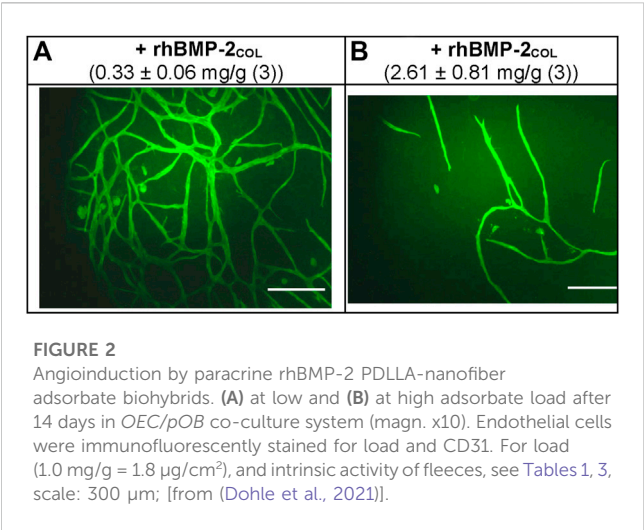 A + rhBMP-2COL
(0.33 ± 0.06 mg/g (3))
B + rhBMP-2COL
(2.61 ± 0.81 mg/g (3))
FIGURE 2
Angioinduction by paracrine rhBMP-2 PDLLA-nanofiber
adsorbate biohybrids. (A) at low and (B) at high adsorbate load after
14 days in OEC/pOB co-culture system (magn. x10). Endothelial cells
were immunofluorescently stained for load and CD31. For load
(1.0 mg/g = 1.8 μg/cm²), and intrinsic activity of fleeces, see Tables 1, 3,
scale: 300 μm; [from (Dohle et al., 2021)].